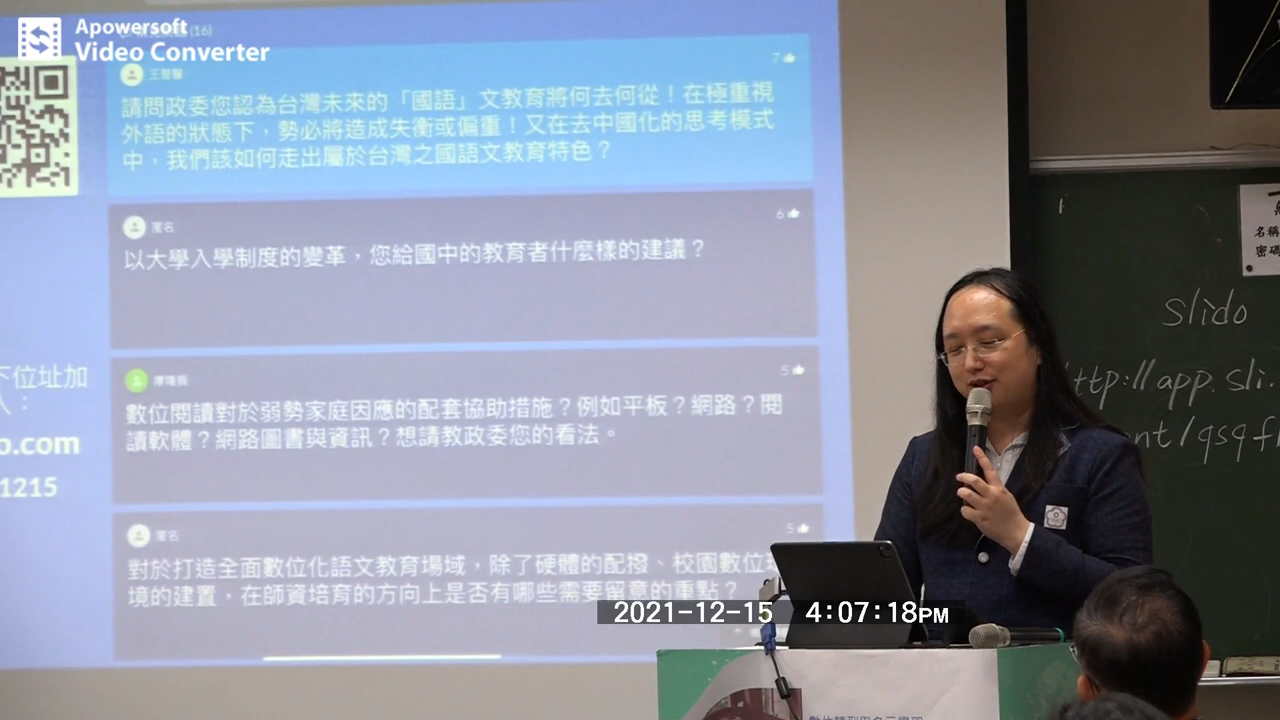 Apowersoft
Video Converter
(16)
7
請問政委您認為台灣未來的「國語」文教育將何去何從！在極重視
外語的狀態下，勢必將造成失衡或偏重！又在去中國化的思考模式
中，我們該如何走出屬於台灣之國語文教育特色？
匿名
6
以大學入學制度的變革，您給國中的教育者什麼樣的建議？
5
數位閱讀對於弱勢家庭因應的配套協助措施？例如平板？網路？閱
讀軟體？網路圖書與資訊？想請教政委您的看法。
匿名
5
對於打造全面數位化語文教育場域，除了硬體的配撥、校園數位環
境的建置，在師資培育的方向上是否有哪些需要留意的重點？
下位址加
入：
o.com
1215
名稱
密碼
slido
http://app.sli.
nt/qsqf
2021-12-15 4:07:18PM